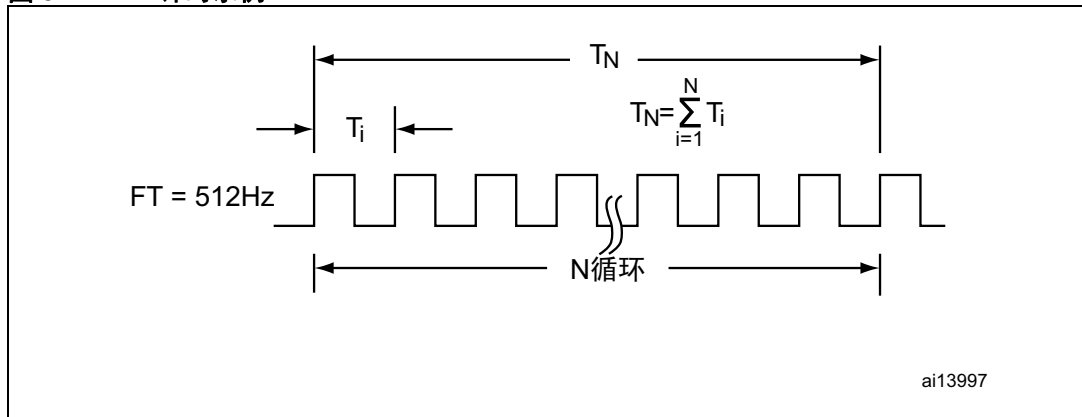 T_N
T_N=∑_{i=1}^{N} T_i
T_i
FT = 512Hz
N循环
ai13997